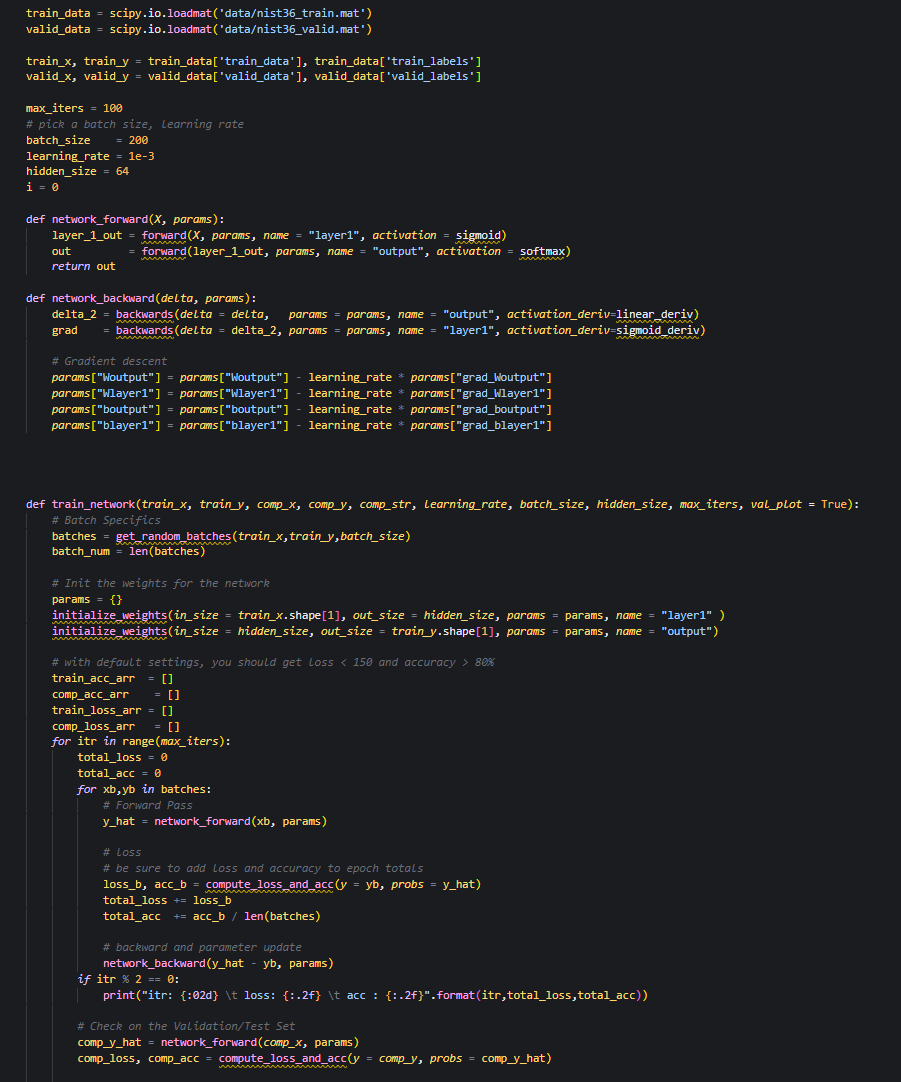 train_data = scipy.io.loadmat('data/nist36_train.mat')
valid_data = scipy.io.loadmat('data/nist36_valid.mat')
train_x, train_y = train_data['train_data'], train_data['train_labels']
valid_x, valid_y = valid_data['valid_data'], valid_data['valid_labels']
max_iters = 100
# pick a batch size, learning rate
batch_size    = 200
learning_rate = 1e-3
hidden_size = 64
i = 0
def network_forward(X, params):
    layer_1_out = forward(X, params, name = "layer1", activation = sigmoid)
    out         = forward(layer_1_out, params, name = "output", activation = softmax)
    return out
def network_backward(delta, params):
    delta_2 = backwards(delta = delta,   params = params, name = "output", activation_deriv=linear_deriv)
    grad    = backwards(delta = delta_2, params = params, name = "layer1", activation_deriv=sigmoid_deriv)
    # Gradient descent
    params["Woutput"] = params["Woutput"] - learning_rate * params["grad_Woutput"]
    params["Wlayer1"] = params["Wlayer1"] - learning_rate * params["grad_Wlayer1"]
    params["boutput"] = params["boutput"] - learning_rate * params["grad_boutput"]
    params["blayer1"] = params["blayer1"] - learning_rate * params["grad_blayer1"]
def train_network(train_x, train_y, comp_x, comp_y, comp_str, learning_rate, batch_size, hidden_size, max_iters, val_plot = True):
    # Batch Specifics
    batches = get_random_batches(train_x,train_y,batch_size)
    batch_num = len(batches)
    # Init the weights for the network
    params = {}
    initialize_weights(in_size = train_x.shape[1], out_size = hidden_size, params = params, name = "layer1" )
    initialize_weights(in_size = hidden_size, out_size = train_y.shape[1], params = params, name = "output")
    # with default settings, you should get loss < 150 and accuracy > 80%
    train_acc_arr  = []
    comp_acc_arr    = []
    train_loss_arr = []
    comp_loss_arr   = []
    for itr in range(max_iters):
        total_loss = 0
        total_acc = 0
        for xb,yb in batches:
            # Forward Pass
            y_hat = network_forward(xb, params)
            # loss
            # be sure to add loss and accuracy to epoch totals
            loss_b, acc_b = compute_loss_and_acc(y = yb, probs = y_hat)
            total_loss += loss_b
            total_acc  += acc_b / len(batches)
            # backward and parameter update
            network_backward(y_hat - yb, params)
        if itr % 2 == 0:
            print("itr: {:02d} \t loss: {:.2f} \t acc : {:.2f}".format(itr,total_loss,total_acc))
        # Check on the Validation/Test Set
        comp_y_hat = network_forward(comp_x, params)
        comp_loss, comp_acc = compute_loss_and_acc(y = comp_y, probs = comp_y_hat)